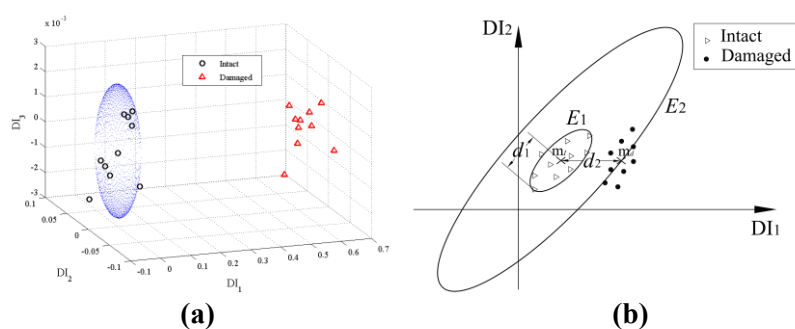 x 10⁻³
3
2
1
0
-1
-2
-3
DI₃
0.1
0.05
0
-0.05
-0.1
DI₂
-0.1
0
0.1
0.2
0.3
0.4
0.5
0.6
0.7
DI₁
Intact
Damaged
(a)
(b)
DI2
Intact
Damaged
E1
E2
d1
m
d2
m
DI1